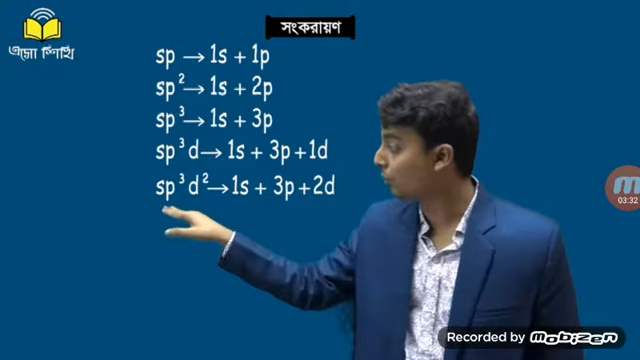 সংকরায়ণ
এসো শিখি
sp → 1s + 1p
sp² → 1s + 2p
sp³ → 1s + 3p
sp³d → 1s + 3p + 1d
sp³d² → 1s + 3p + 2d
03:32
Recorded by mobizen